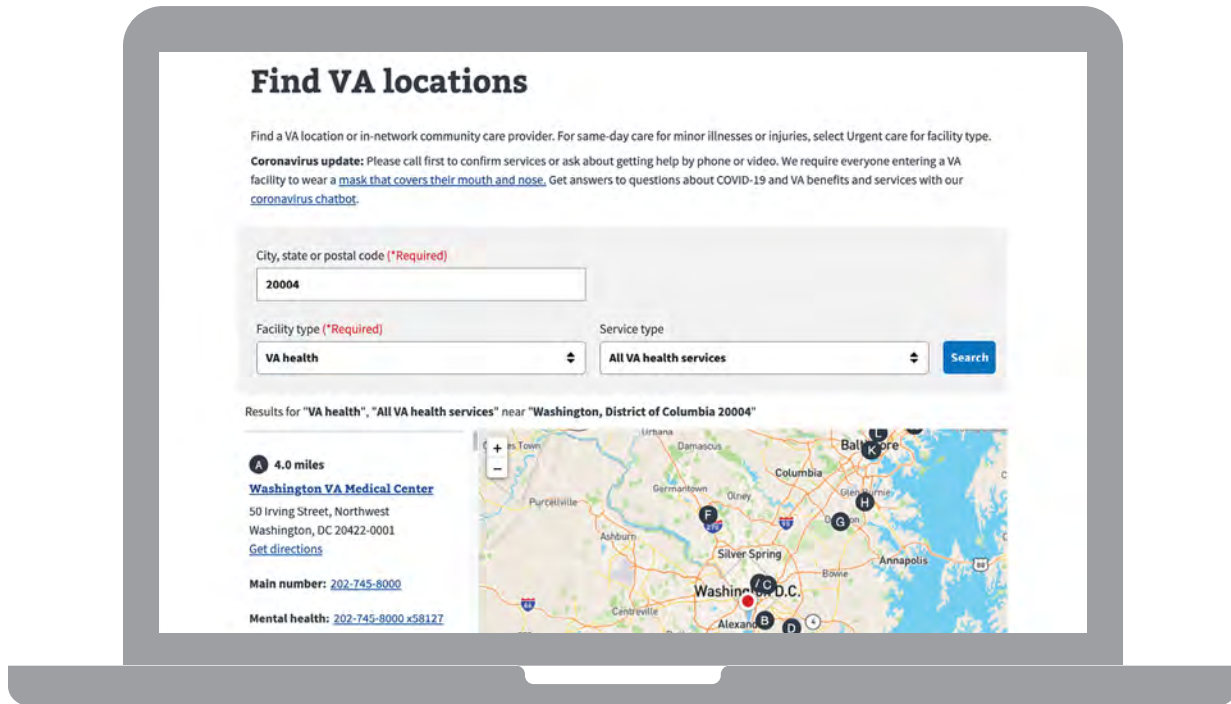 Find VA locations
Find a VA location or in-network community care provider. For same-day care for minor illnesses or injuries, select Urgent care for facility type.
Coronavirus update: Please call first to confirm services or ask about getting help by phone or video. We require everyone entering a VA
facility to wear a mask that covers their mouth and nose. Get answers to questions about COVID-19 and VA benefits and services with our
coronavirus chatbot.
City, state or postal code (*Required)
20004
Facility type (*Required)
Service type
VA health
All VA health services
Search
Results for "VA health", "All VA health services" near "Washington, District of Columbia 20004"
A 4.0 miles
Washington VA Medical Center
50 Irving Street, Northwest
Washington, DC 20422-0001
Get directions
Main number: 202-745-8000
Mental health: 202-745-8000 x58127
+
−
Urbana
Town
Damascus
L
K
Columbia
Germantown
Olney
Purcellville
H
F
G
Ashburn
Silver Spring
Annapolis
Bowie
C
D.C.
Centreville
B
D
4